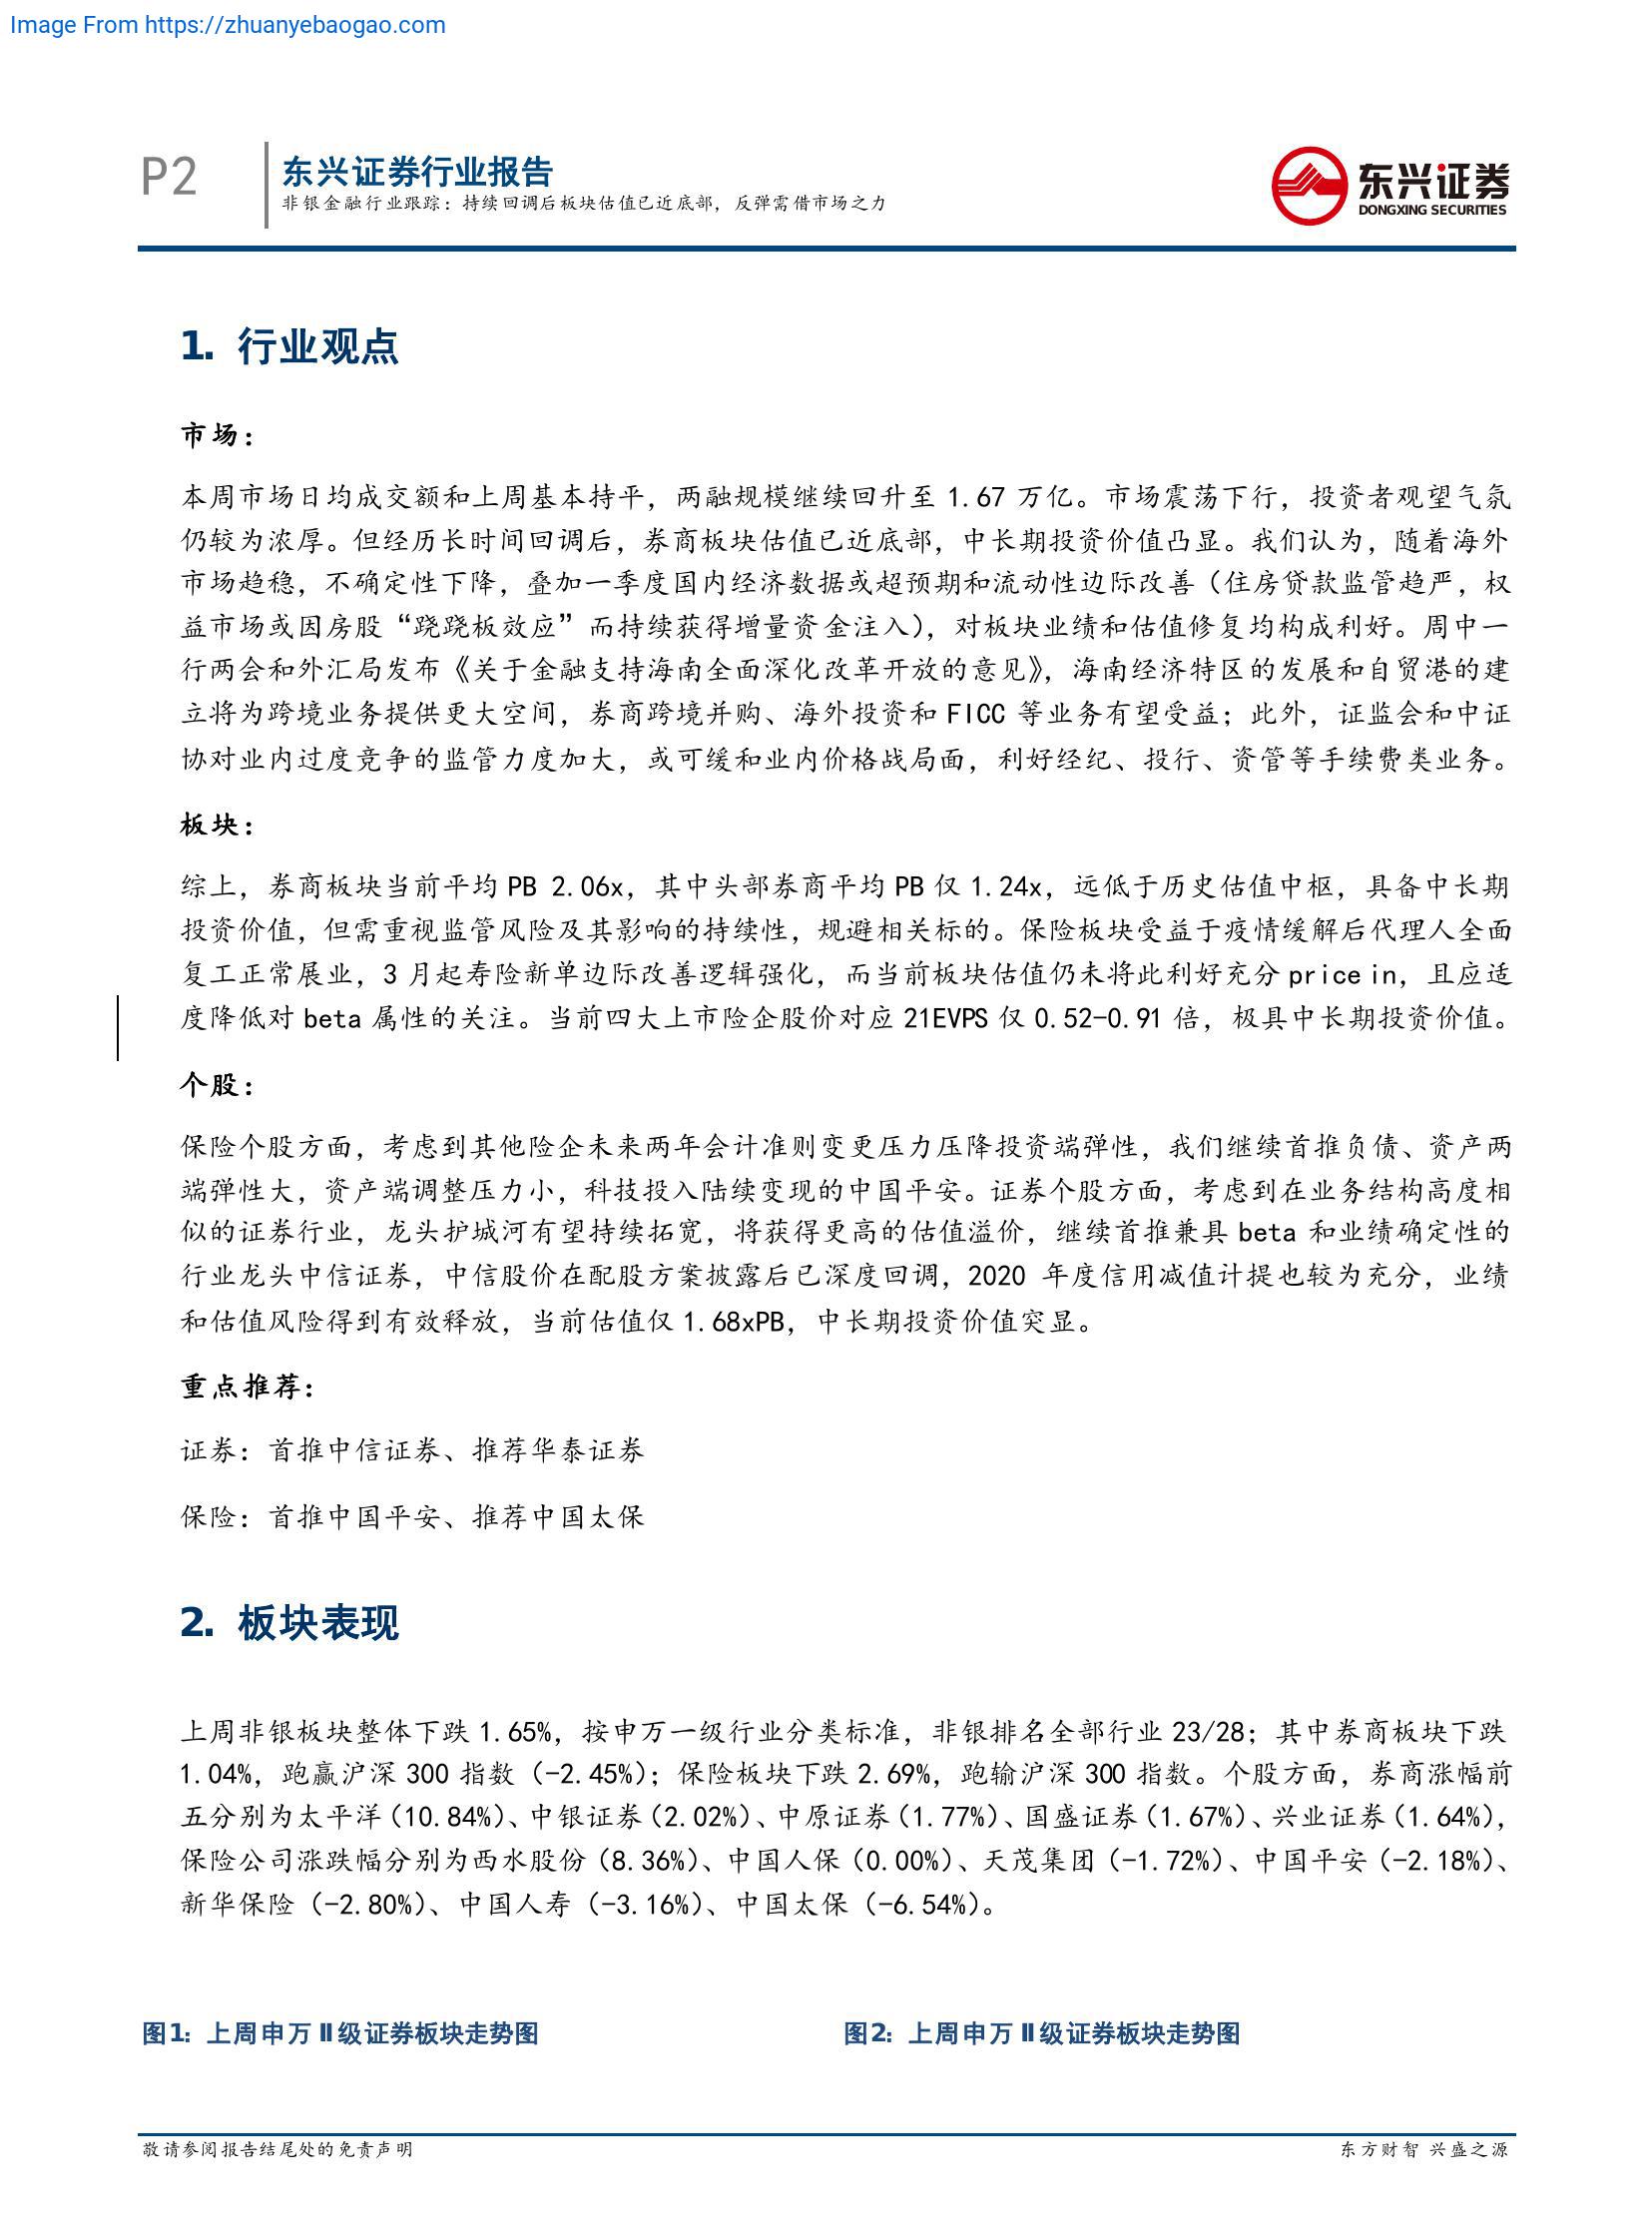 Image From https://zhuanyebaogao.com
P2
东兴证券行业报告
非银金融行业跟踪：持续回调后板块估值已近底部，反弹需借市场之力
东兴证券
DONGXING SECURITIES
1. 行业观点
市场：
本周市场日均成交额和上周基本持平，两融规模继续回升至 1.67 万亿。市场震荡下行，投资者观望气氛
仍较为浓厚。但经历长时间回调后，券商板块估值已近底部，中长期投资价值凸显。我们认为，随着海外
市场趋稳，不确定性下降，叠加一季度国内经济数据或超预期和流动性边际改善（住房贷款监管趋严，权
益市场或因房股“跷跷板效应”而持续获得增量资金注入），对板块业绩和估值修复均构成利好。周中一
行两会和外汇局发布《关于金融支持海南全面深化改革开放的意见》，海南经济特区的发展和自贸港的建
立将为跨境业务提供更大空间，券商跨境并购、海外投资和 FICC 等业务有望受益；此外，证监会和中证
协对业内过度竞争的监管力度加大，或可缓和业内价格战局面，利好经纪、投行、资管等手续费类业务。
板块：
综上，券商板块当前平均 PB 2.06x，其中头部券商平均 PB 仅 1.24x，远低于历史估值中枢，具备中长期
投资价值，但需重视监管风险及其影响的持续性，规避相关标的。保险板块受益于疫情缓解后代理人全面
复工正常展业，3 月起寿险新单边际改善逻辑强化，而当前板块估值仍未将此利好充分 price in，且应适
度降低对 beta 属性的关注。当前四大上市险企股价对应 21EVPS 仅 0.52-0.91 倍，极具中长期投资价值。
个股：
保险个股方面，考虑到其他险企未来两年会计准则变更压力压降投资端弹性，我们继续首推负债、资产两
端弹性大，资产端调整压力小，科技投入陆续变现的中国平安。证券个股方面，考虑到在业务结构高度相
似的证券行业，龙头护城河有望持续拓宽，将获得更高的估值溢价，继续首推兼具 beta 和业绩确定性的
行业龙头中信证券，中信股价在配股方案披露后已深度回调，2020 年度信用减值计提也较为充分，业绩
和估值风险得到有效释放，当前估值仅 1.68xPB，中长期投资价值突显。
重点推荐：
证券：首推中信证券、推荐华泰证券
保险：首推中国平安、推荐中国太保
2. 板块表现
上周非银板块整体下跌 1.65%，按申万一级行业分类标准，非银排名全部行业 23/28；其中券商板块下跌
1.04%，跑赢沪深 300 指数（-2.45%）；保险板块下跌 2.69%，跑输沪深 300 指数。个股方面，券商涨幅前
五分别为太平洋（10.84%）、中银证券（2.02%）、中原证券（1.77%）、国盛证券（1.67%）、兴业证券（1.64%），
保险公司涨跌幅分别为西水股份（8.36%）、中国人保（0.00%）、天茂集团（-1.72%）、中国平安（-2.18%）、
新华保险（-2.80%）、中国人寿（-3.16%）、中国太保（-6.54%）。
图1：上周申万 II 级证券板块走势图
图2：上周申万 II 级证券板块走势图
敬请参阅报告结尾处的免责声明
东方财智 兴盛之源